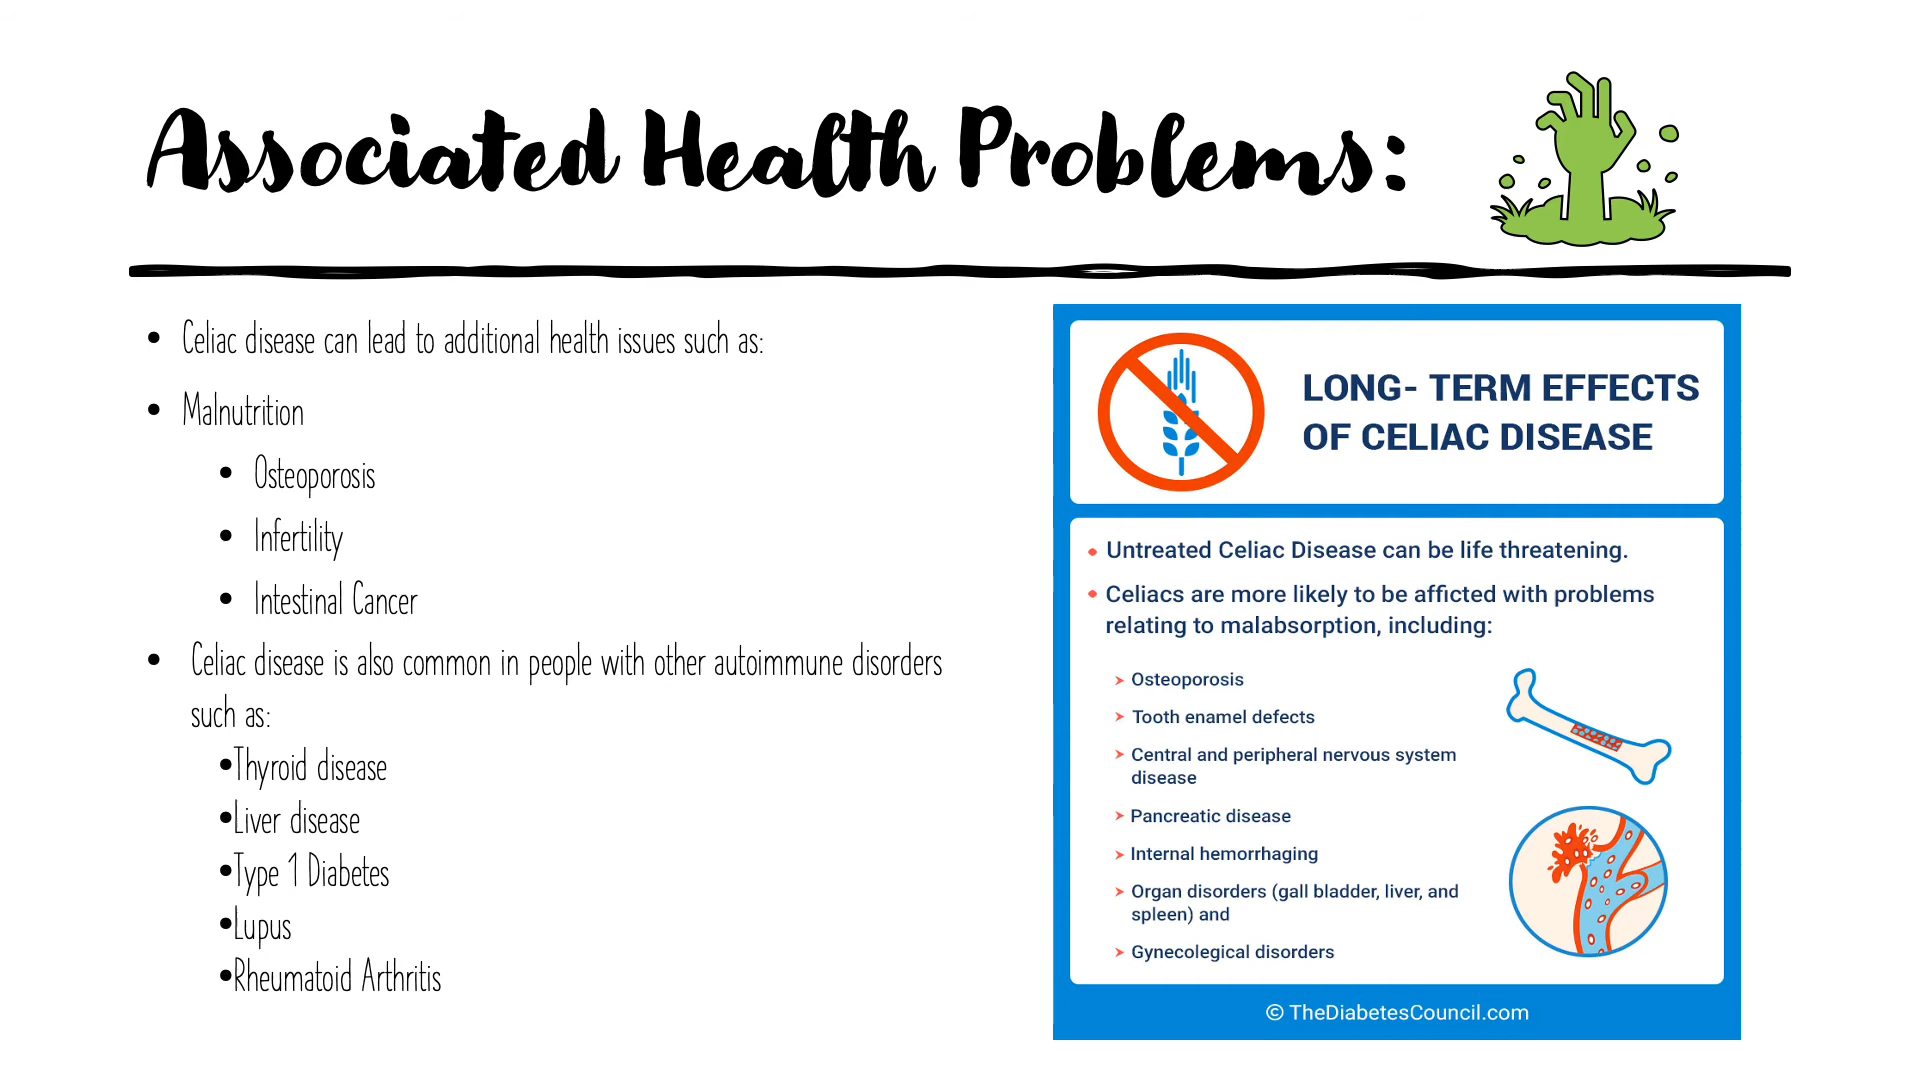 Associated Health Problems:
• Celiac disease can lead to additional health issues such as:
• Malnutrition
• Osteoporosis
• Infertility
• Intestinal Cancer
• Celiac disease is also common in people with other autoimmune disorders
such as:
•Thyroid disease
•Liver disease
•Type 1 Diabetes
•Lupus
•Rheumatoid Arthritis
LONG- TERM EFFECTS
OF CELIAC DISEASE
• Untreated Celiac Disease can be life threatening.
• Celiacs are more likely to be afficted with problems
relating to malabsorption, including:
➤ Osteoporosis
➤ Tooth enamel defects
➤ Central and peripheral nervous system
disease
➤ Pancreatic disease
➤ Internal hemorrhaging
➤ Organ disorders (gall bladder, liver, and
spleen) and
➤ Gynecological disorders
© TheDiabetesCouncil.com